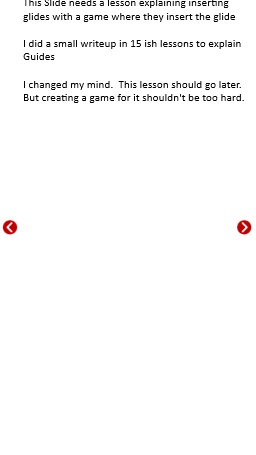 This Slide needs a lesson explaining inserting
glides with a game where they insert the glide
I did a small writeup in 15 ish lessons to explain
Guides
I changed my mind.  This lesson should go later.
But creating a game for it shouldn't be too hard.